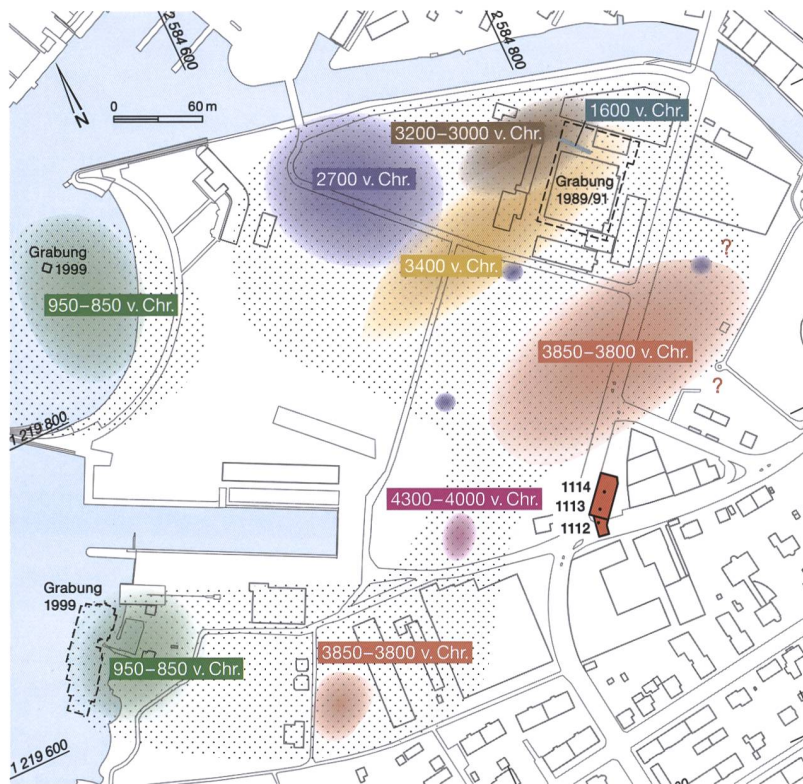 2 584 600
2 584 800
N
0 60 m
1600 v. Chr.
3200–3000 v. Chr.
2700 v. Chr.
Grabung
1989/91
Grabung
1999
3400 v. Chr.
?
950–850 v. Chr.
3850–3800 v. Chr.
?
1 219 800
4300–4000 v. Chr.
1114
1113
1112
Grabung
1999
3850–3800 v. Chr.
950–850 v. Chr.
1 219 600